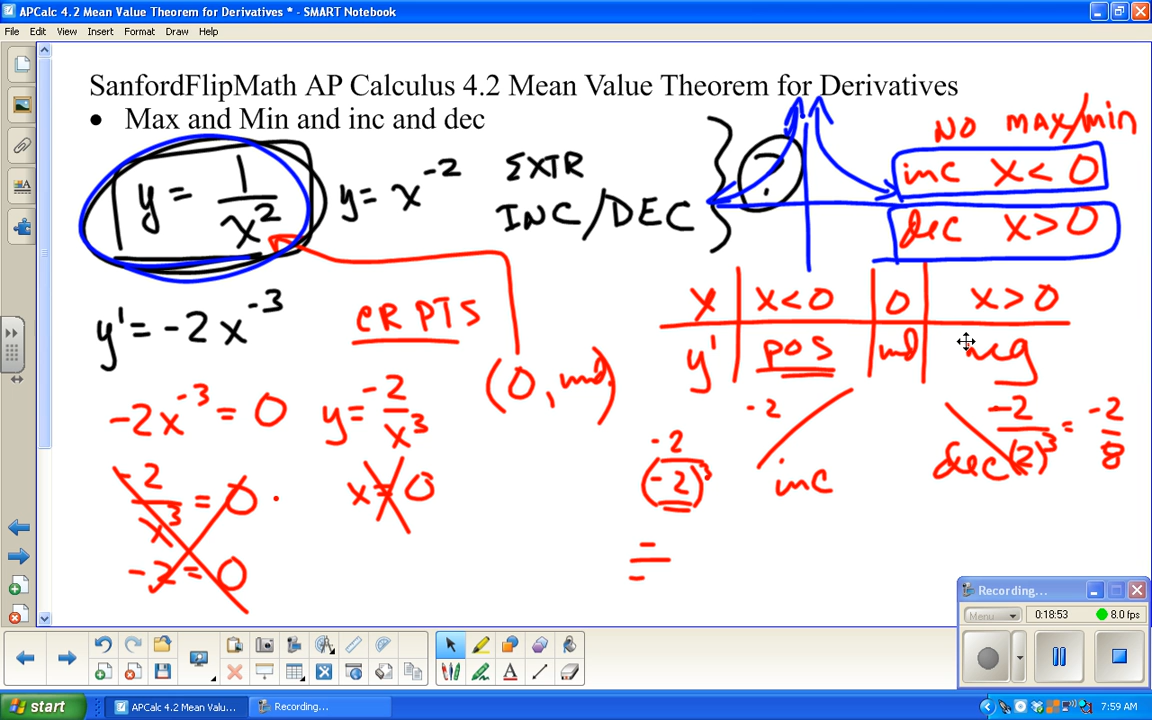 APCalc 4.2 Mean Value Theorem for Derivatives * - SMART Notebook
File Edit View Insert Format Draw Help
SanfordFlipMath AP Calculus 4.2 Mean Value Theorem for Derivatives
• Max and Min and inc and dec
NO max/min
y = 1/x² y = x⁻² EXTR
INC/DEC } ?
inc x < 0
dec x > 0
y' = -2x⁻³
CR PTS
(0, und)
x | x<0 | 0 | x>0
y' | pos | und | neg
-2x⁻³ = 0 y = -2/x³
-2/x³ = 0 x = 0
-2 = 0
-2
-2/(-2)³
inc
dec
-2/(2)³ = -2/8
= -/-
Recording...
Menu 0:18:53 8.0 fps
start APCalc 4.2 Mean Valu... Recording... 7:59 AM